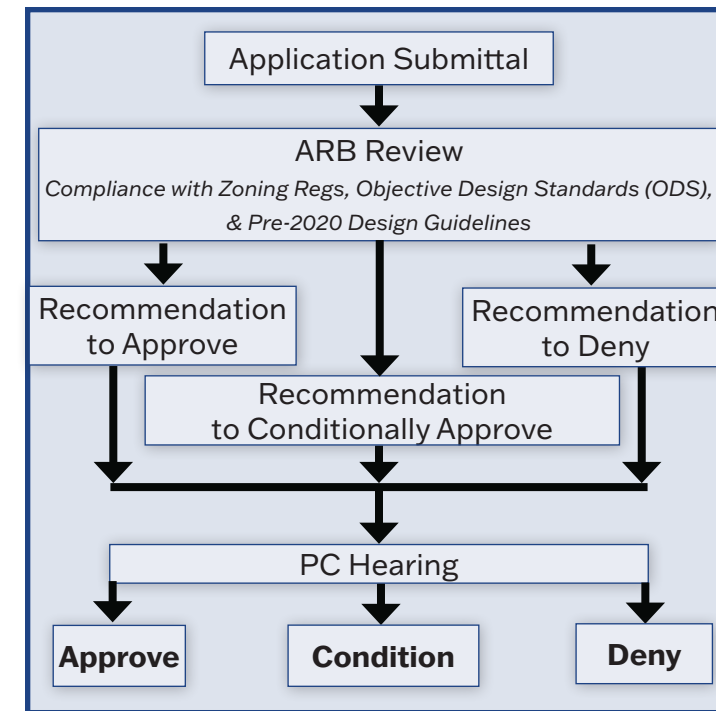 Application Submittal
ARB Review
Compliance with Zoning Regs, Objective Design Standards (ODS),
& Pre-2020 Design Guidelines
Recommendation
to Approve
Recommendation
to Deny
Recommendation
to Conditionally Approve
PC Hearing
Approve
Condition
Deny